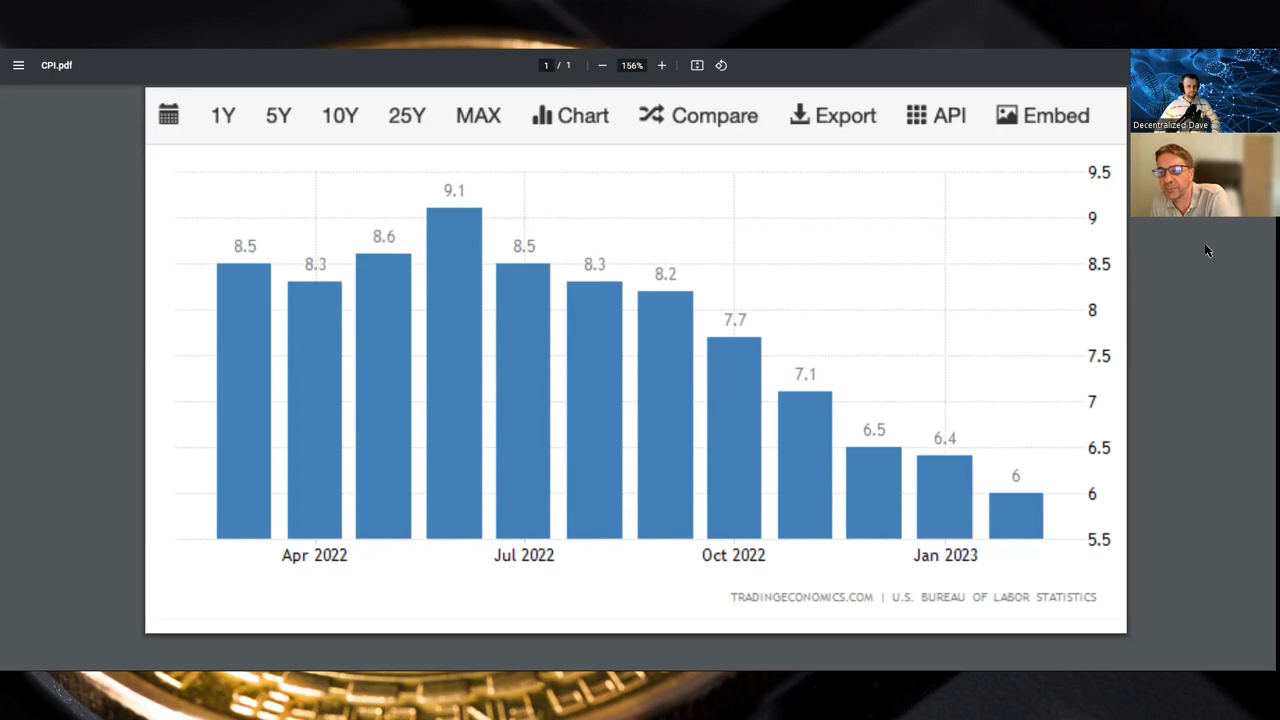 CPI.pdf
1 / 1
156%
Decentralized Dave
1Y 5Y 10Y 25Y MAX Chart Compare Export API Embed
9.5
9.1
9
8.5 8.3 8.6 8.5 8.3 8.2
8.5
8
7.7
7.5
7.1
7
6.5 6.4
6.5
6
6
5.5
Apr 2022 Jul 2022 Oct 2022 Jan 2023
TRADINGECONOMICS.COM | U.S. BUREAU OF LABOR STATISTICS